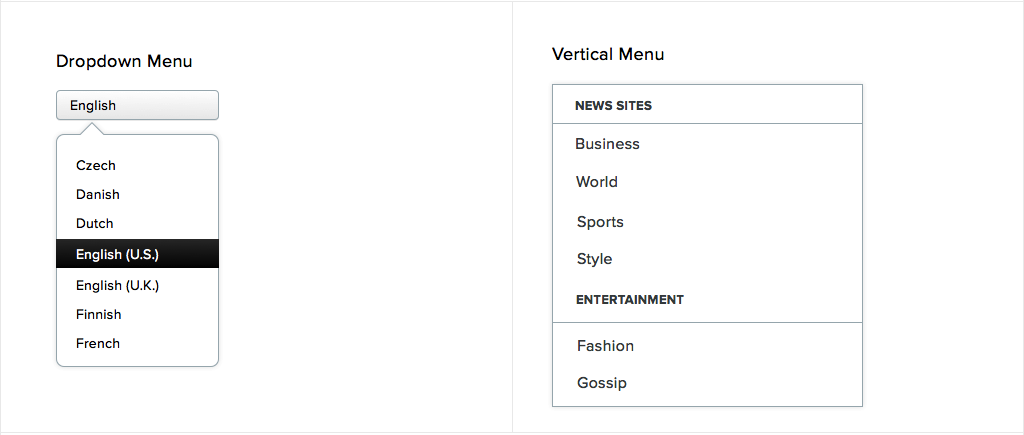 Dropdown Menu
English
Czech
Danish
Dutch
English (U.S.)
English (U.K.)
Finnish
French
Vertical Menu
NEWS SITES
Business
World
Sports
Style
ENTERTAINMENT
Fashion
Gossip